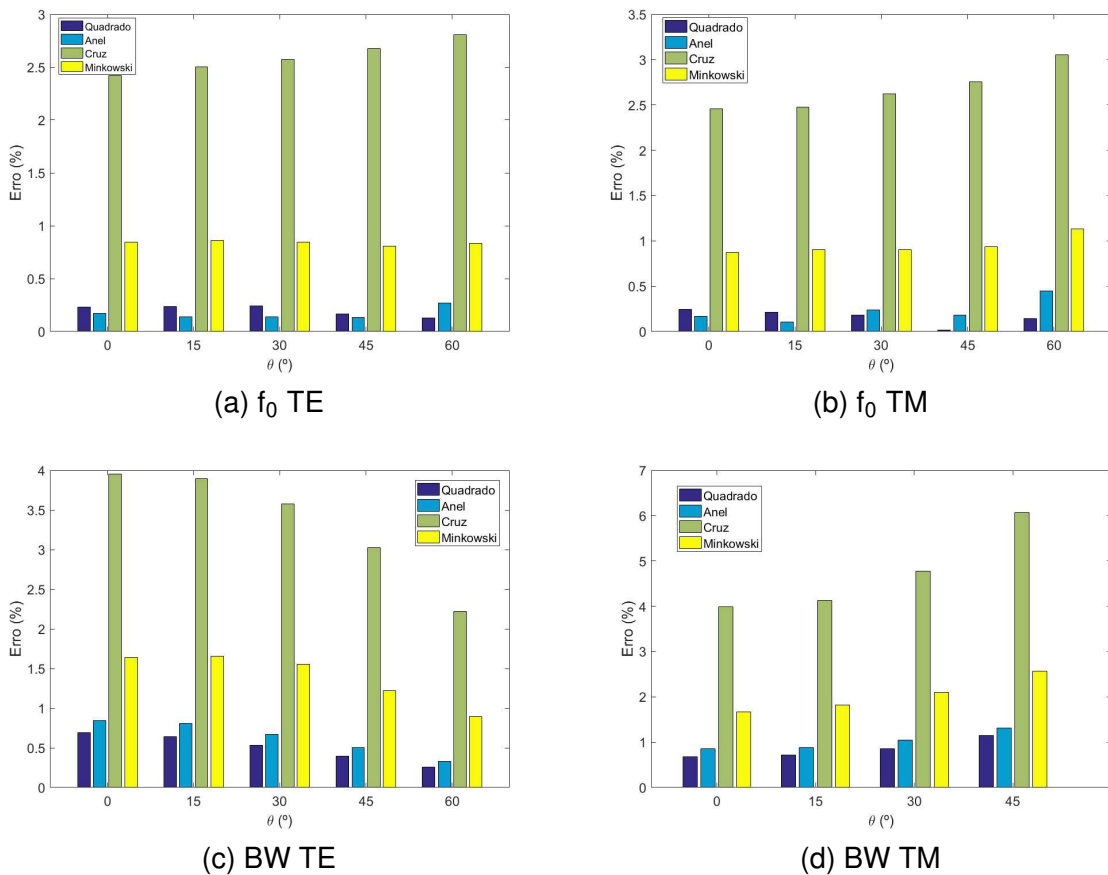 3
2.5
2
1.5
1
0.5
0
Erro (%)
Quadrado
Anel
Cruz
Minkowski
0 15 30 45 60
θ (º)
(a) f₀ TE
4
3.5
3
2.5
2
1.5
1
0.5
0
Erro (%)
Quadrado
Anel
Cruz
Minkowski
0 15 30 45 60
θ (º)
(b) f₀ TM
4
3.5
3
2.5
2
1.5
1
0.5
0
Erro (%)
Quadrado
Anel
Cruz
Minkowski
0 15 30 45 60
θ (º)
(c) BW TE
7
6
5
4
3
2
1
0
Erro (%)
Quadrado
Anel
Cruz
Minkowski
0 15 30 45
θ (º)
(d) BW TM